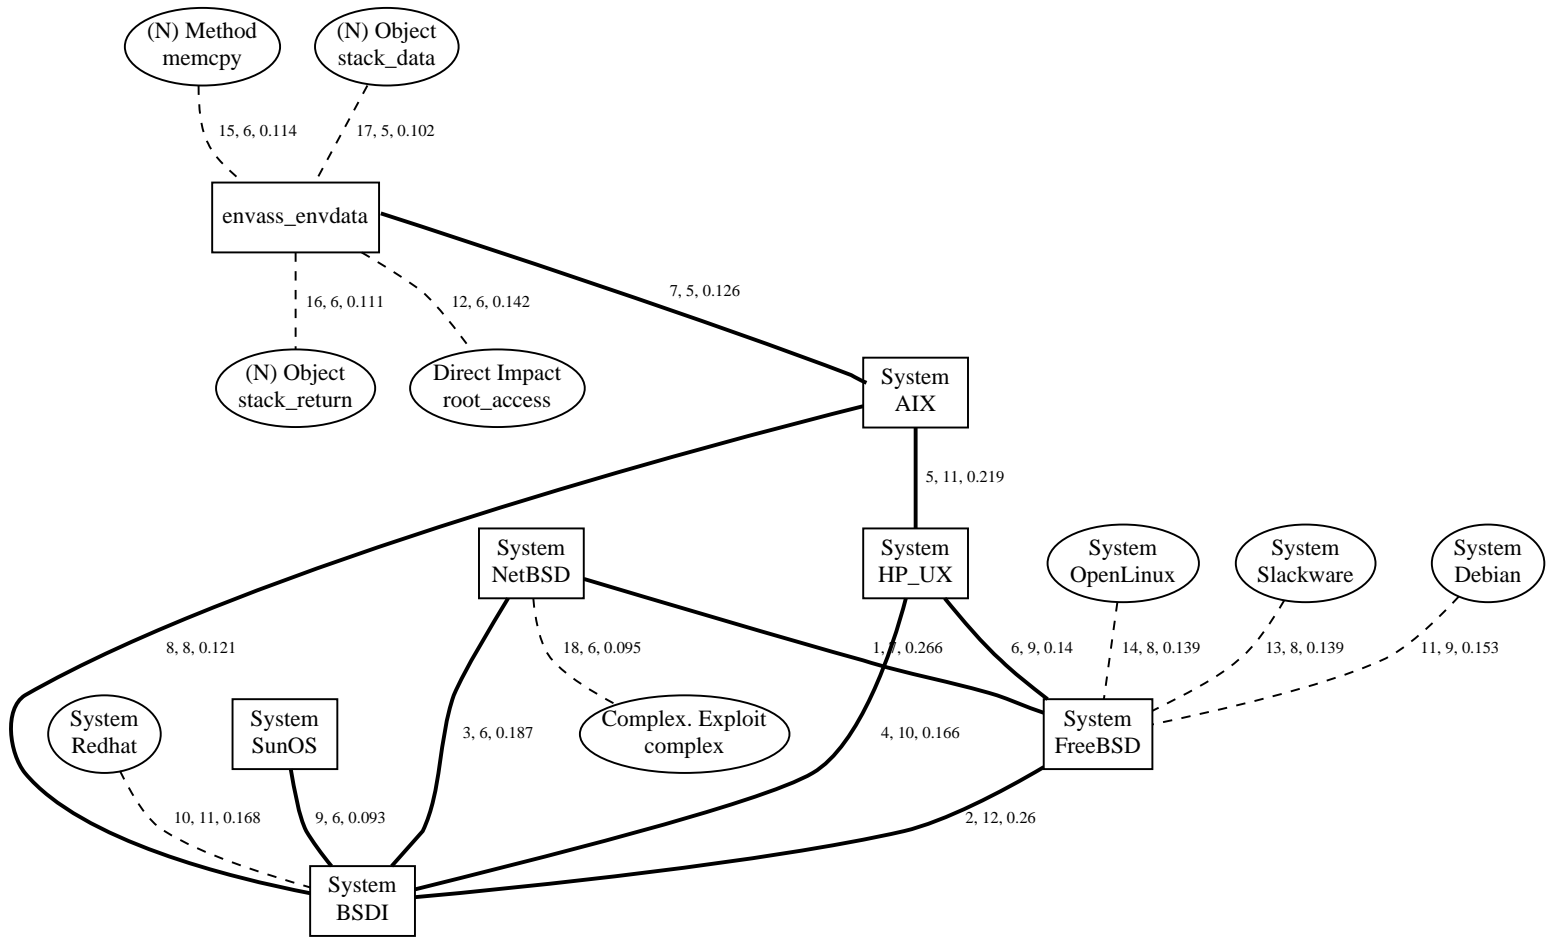 (N) Method
memcpy
(N) Object
stack_data
15, 6, 0.114
17, 5, 0.102
envass_envdata
16, 6, 0.111
12, 6, 0.142
7, 5, 0.126
(N) Object
stack_return
Direct Impact
root_access
System
AIX
5, 11, 0.219
System
NetBSD
System
HP_UX
System
OpenLinux
System
Slackware
System
Debian
8, 8, 0.121
18, 6, 0.095
1, 7, 0.266
6, 9, 0.14
14, 8, 0.139
13, 8, 0.139
11, 9, 0.153
System
Redhat
System
SunOS
3, 6, 0.187
Complex. Exploit
complex
4, 10, 0.166
System
FreeBSD
10, 11, 0.168
9, 6, 0.093
2, 12, 0.26
System
BSDI